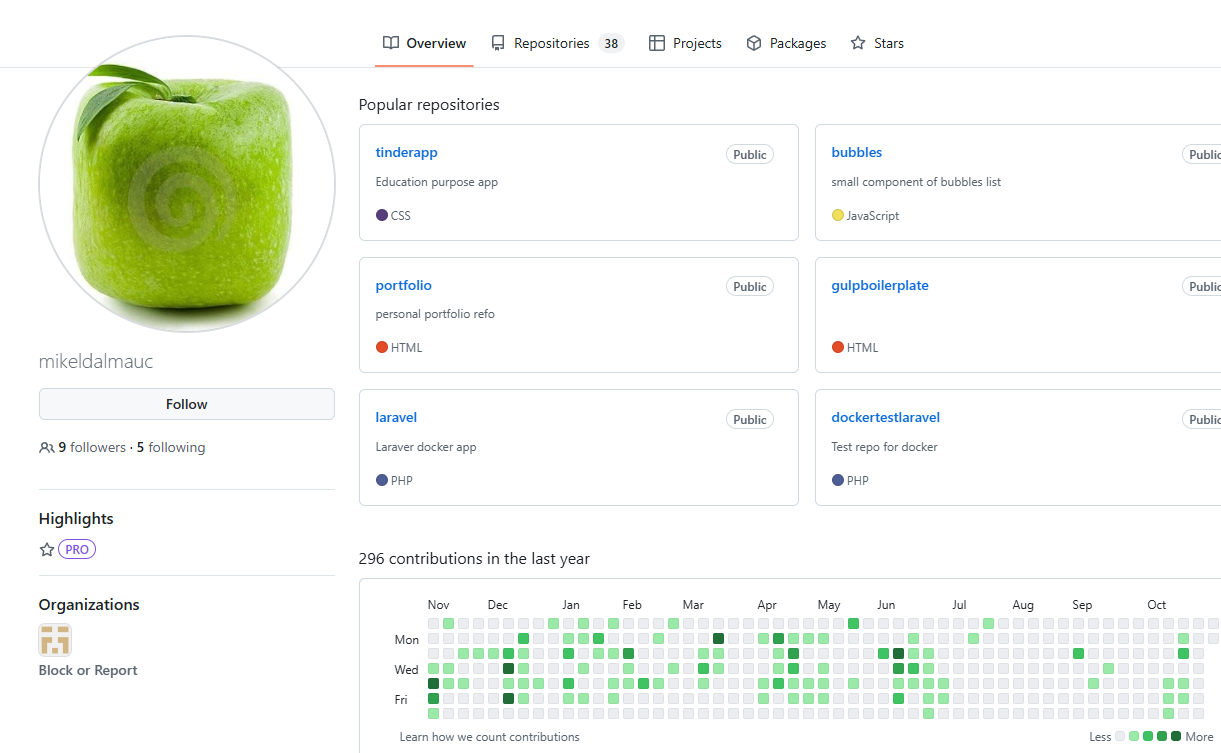 Overview
Repositories 38
Projects
Packages
Stars
mikeldalmauc
Follow
9 followers · 5 following
Highlights
PRO
Organizations
Block or Report
Popular repositories
tinderapp Public
Education purpose app
CSS
bubbles Public
small component of bubbles list
JavaScript
portfolio Public
personal portfolio refo
HTML
gulpboilerplate Public
HTML
laravel Public
Laraver docker app
PHP
dockertestlaravel Public
Test repo for docker
PHP
296 contributions in the last year
Nov Dec Jan Feb Mar Apr May Jun Jul Aug Sep Oct
Mon
Wed
Fri
Learn how we count contributions
Less More